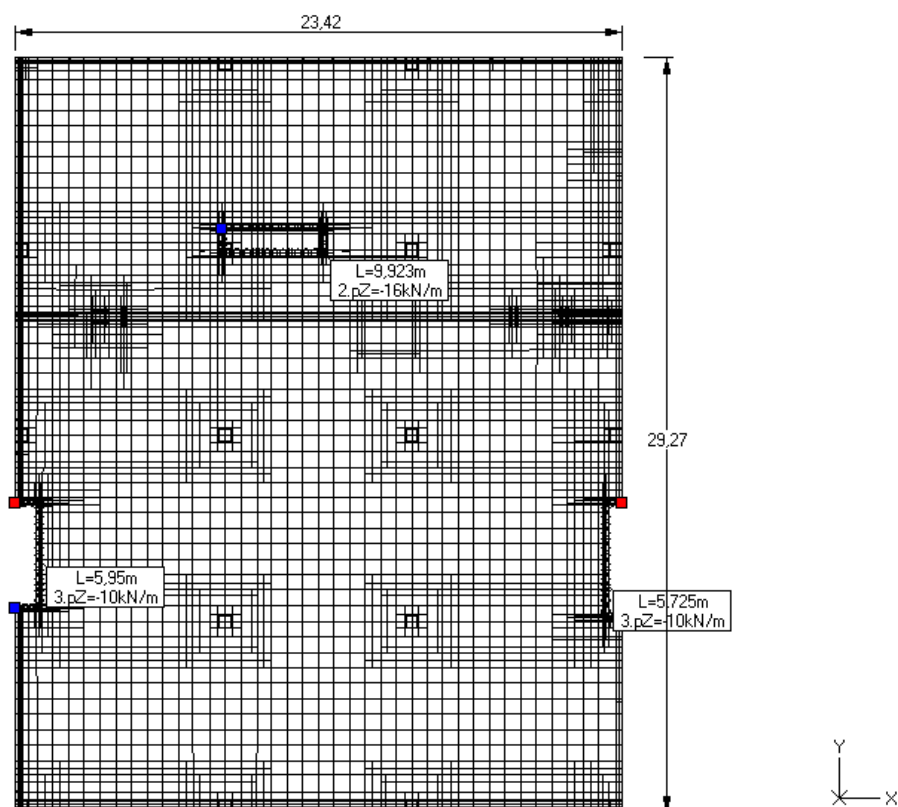 23,42
L=9,923m
2.pZ=-16kN/m
29,27
L=5,95m
3.pZ=-10kN/m
L=5.725m
3.pZ=-10kN/m
Y
X